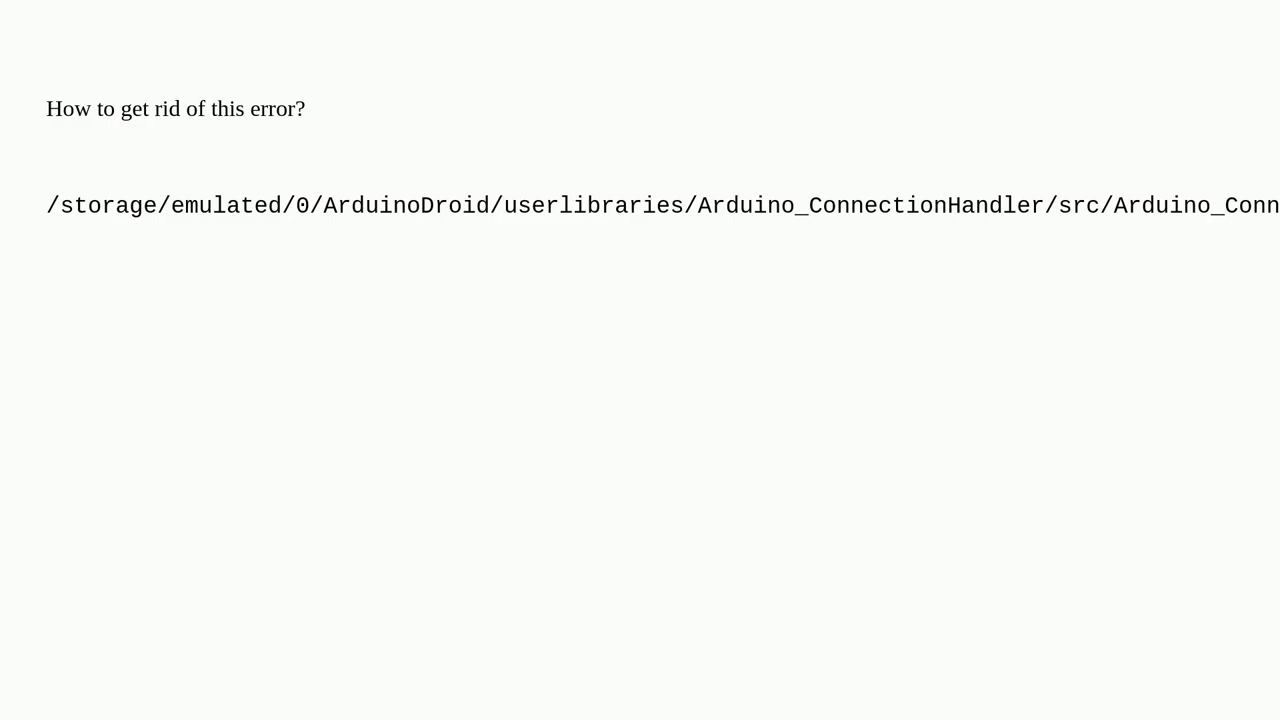 How to get rid of this error?
/storage/emulated/0/ArduinoDroid/userlibraries/Arduino_ConnectionHandler/src/Arduino_Conn